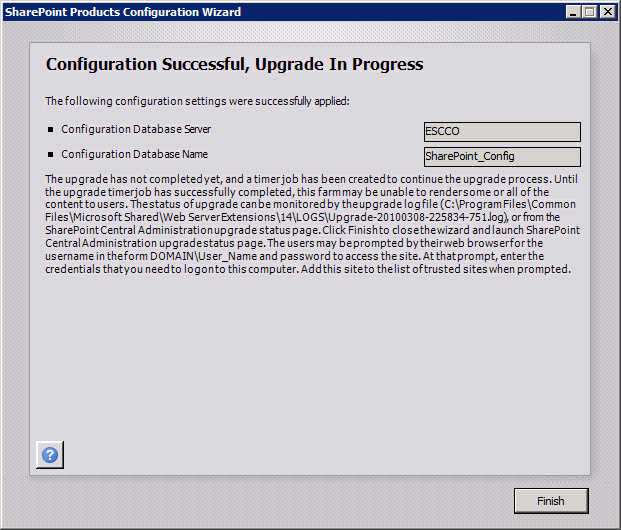 SharePoint Products Configuration Wizard
Configuration Successful, Upgrade In Progress
The following configuration settings were successfully applied:
Configuration Database Server
ESCCO
Configuration Database Name
SharePoint_Config
The upgrade has not completed yet, and a timer job has been created to continue the upgrade process. Until
the upgrade timer job has successfully completed, this farm may be unable to render some or all of the
content to users. The status of upgrade can be monitored by the upgrade log file (C:\Program Files\Common
Files\Microsoft Shared\Web Server Extensions\14\LOGS\Upgrade-20100308-225834-751.log), or from the
SharePoint Central Administration upgrade status page. Click Finish to close the wizard and launch SharePoint
Central Administration upgrade status page. The users may be prompted by their web browser for the
username in the form DOMAIN\User_Name and password to access the site. At that prompt, enter the
credentials that you need to logon to this computer. Add this site to the list of trusted sites when prompted.
?
Finish